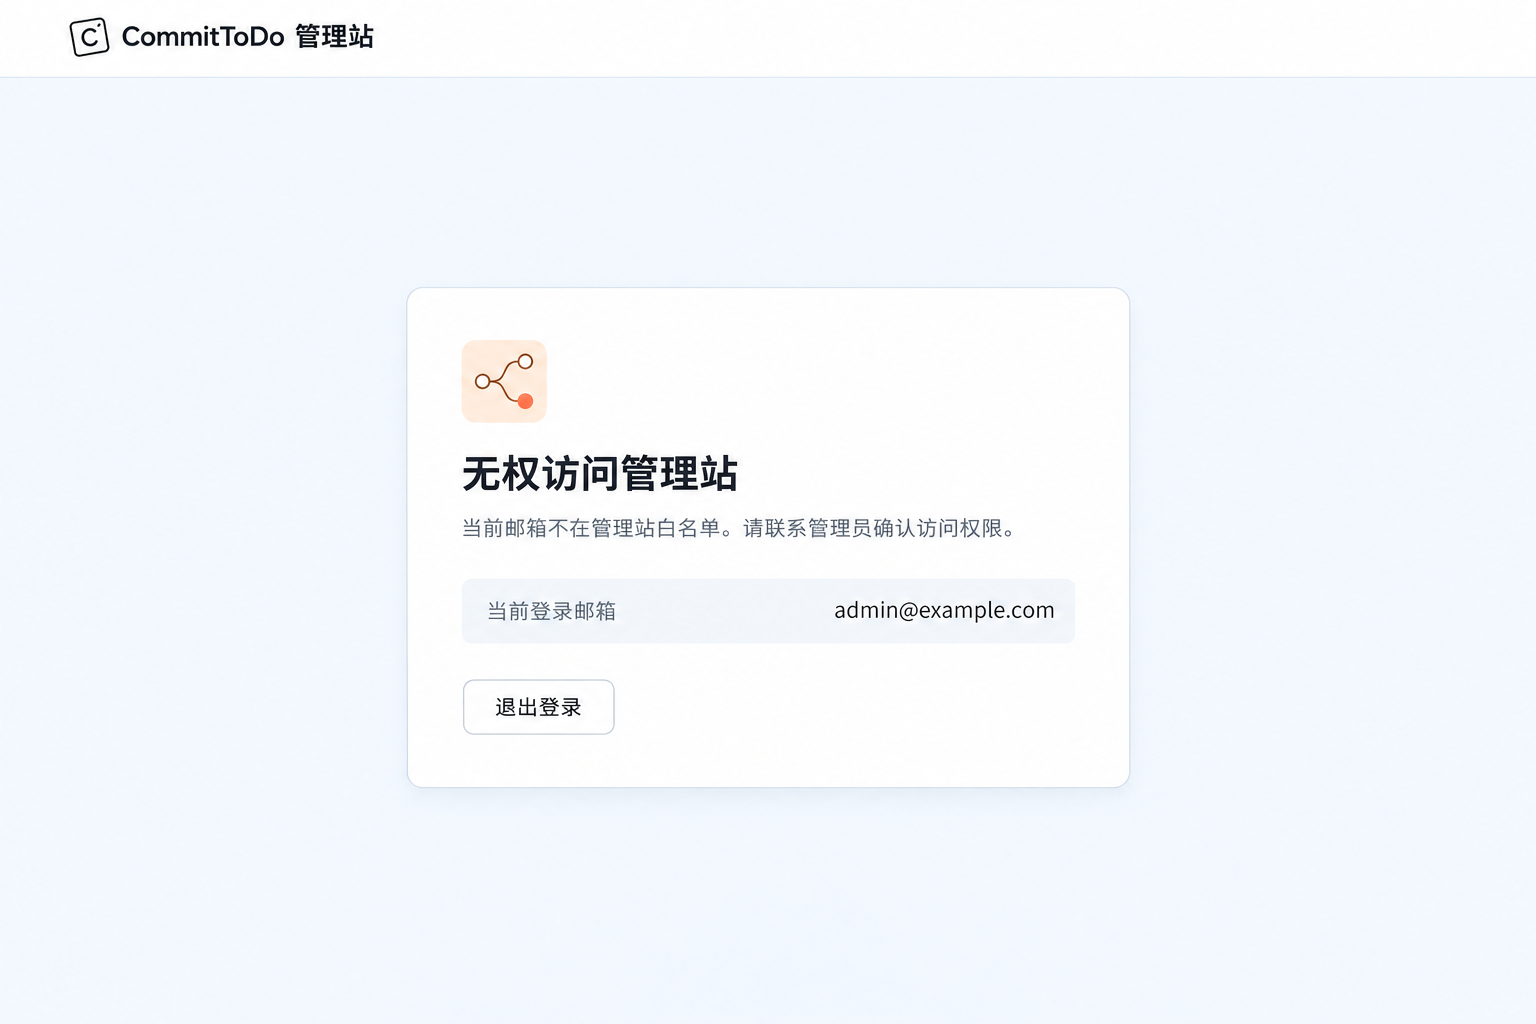 CommitToDo 管理站
无权访问管理站
当前邮箱不在管理站白名单。请联系管理员确认访问权限。
当前登录邮箱 admin@example.com
退出登录